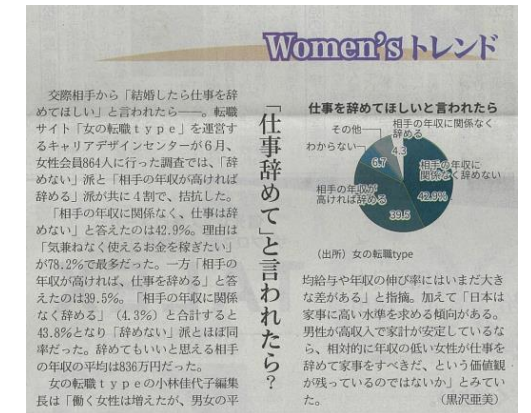 Women's トレンド
「仕事辞めて」と言われたら?
交際相手から「結婚したら仕事を辞
めてほしい」と言われたら――。転職
サイト「女の転職type」を運営す
るキャリアデザインセンターが6月、
女性会員864人に行った調査では、「辞
めない」派と「相手の年収が高ければ
辞める」派が共に4割で、拮抗した。
「相手の年収に関係なく、仕事は辞
めない」と答えたのは42.9%。理由は
「気兼ねなく使えるお金を稼ぎたい」
が78.2%で最多だった。一方「相手の
年収が高ければ、仕事を辞める」と答
えたのは39.5%。「相手の年収に関係
なく辞める」(4.3%)と合計すると
43.8%となり「辞めない」派とほぼ同
率だった。辞めてもいいと思える相手
の年収の平均は836万円だった。
女の転職typeの小林佳代子編集
長は「働く女性は増えたが、男女の平
仕事を辞めてほしいと言われたら
相手の年収に関係なく
辞める
4.3
その他
わからない
6.7
相手の年収に
関係なく辞めない
42.9%
相手の年収が
高ければ辞める
39.5
(出所)女の転職type
均給与や年収の伸び率にはいまだ大き
な差がある」と指摘。加えて「日本は
家事に高い水準を求める傾向がある。
男性が高収入で家計が安定しているな
ら、相対的に年収の低い女性が仕事を
辞めて家事をすべきだ、という価値観
が残っているのではないか」とみてい
た。
(黒沢亜美)